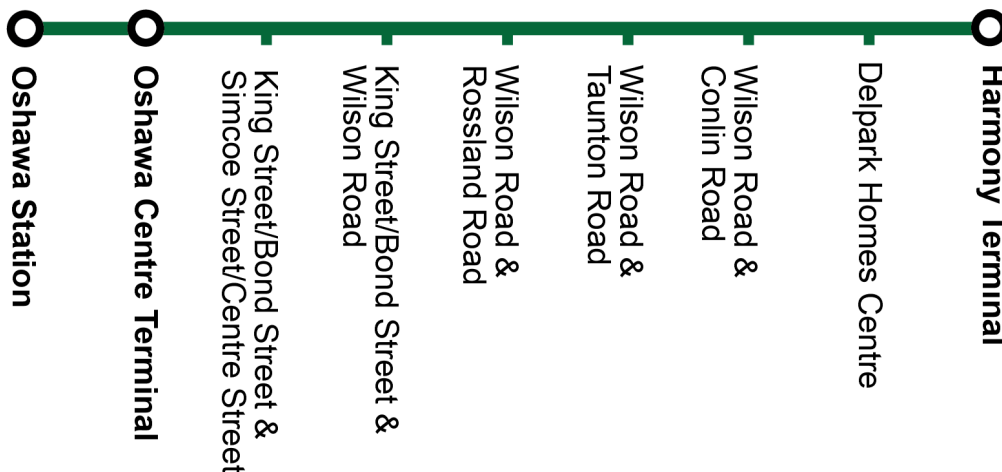 Oshawa Station
Oshawa Centre Terminal
King Street/Bond Street &
Simcoe Street/Centre Street
King Street/Bond Street &
Wilson Road
Wilson Road &
Rossland Road
Wilson Road &
Taunton Road
Wilson Road &
Conlin Road
Delpark Homes Centre
Harmony Terminal